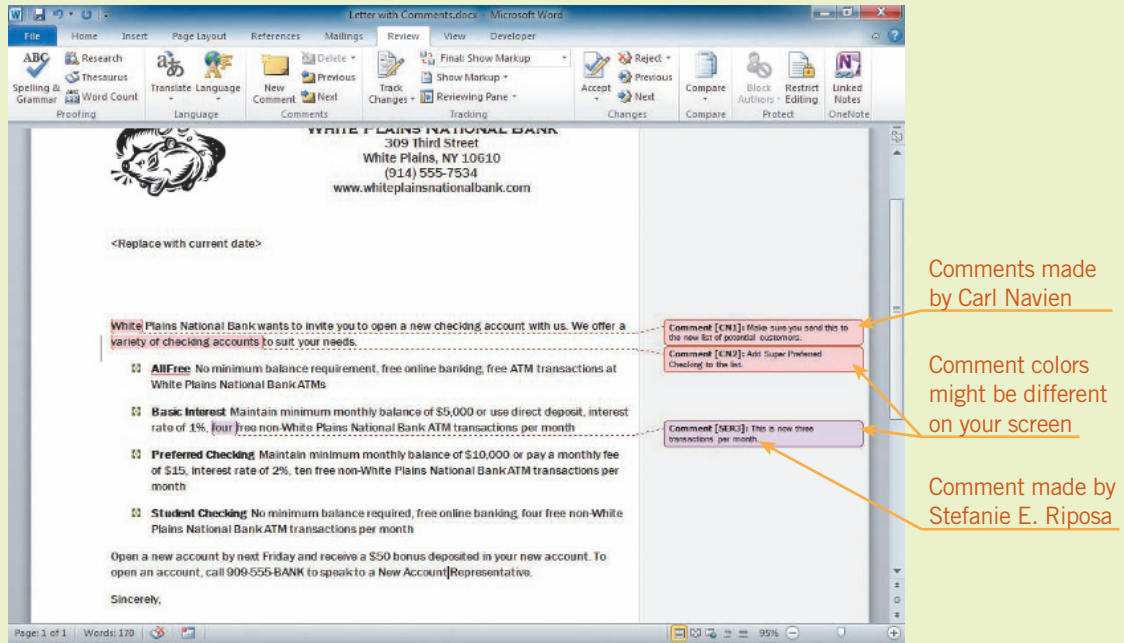 Letter with Comments.docx - Microsoft Word
File Home Insert Page Layout References Mailings Review View Developer
ABC Spelling & Grammar
Research
Thesaurus
Word Count
Proofing
Translate Language
Language
New Comment
Delete
Previous
Next
Comments
Track Changes
Final: Show Markup
Show Markup
Reviewing Pane
Tracking
Accept
Reject
Previous
Next
Changes
Compare
Compare
Block Authors
Restrict Editing
Protect
Linked Notes
OneNote
WHITE PLAINS NATIONAL BANK
309 Third Street
White Plains, NY 10610
(914) 555-7534
www.whiteplainsnationalbank.com
<Replace with current date>
White Plains National Bank wants to invite you to open a new checking account with us. We offer a
variety of checking accounts to suit your needs.
AllFree No minimum balance requirement, free online banking, free ATM transactions at
White Plains National Bank ATMs
Basic Interest Maintain minimum monthly balance of $5,000 or use direct deposit, interest
rate of 1%, four free non-White Plains National Bank ATM transactions per month
Preferred Checking Maintain minimum monthly balance of $10,000 or pay a monthly fee
of $15, interest rate of 2%, ten free non-White Plains National Bank ATM transactions per
month
Student Checking No minimum balance required, free online banking, four free non-White
Plains National Bank ATM transactions per month
Open a new account by next Friday and receive a $50 bonus deposited in your new account. To
open an account, call 909-555-BANK to speak to a New Account Representative.
Sincerely,
Comment [CN1]: Make sure you send this to
the new list of potential customers.
Comment [CN2]: Add Super Preferred
Checking to the list.
Comment [SER3]: This is now three
transactions per month.
Comments made
by Carl Navien
Comment colors
might be different
on your screen
Comment made by
Stefanie E. Riposa
Page: 1 of 1 Words: 170 95%